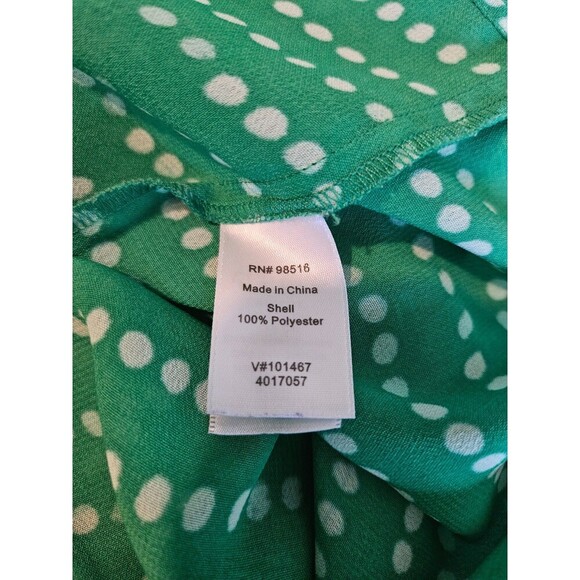 RN# 98516
Made in China
Shell
100% Polyester
V#101467
4017057